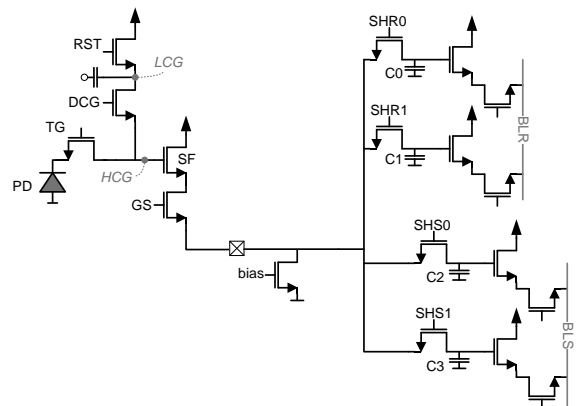 SHR0
RST
LCG
C0
DCG
SHR1
BLR
TG
C1
SF
HCG
PD
GS
SHS0
bias
C2
SHS1
BLS
C3